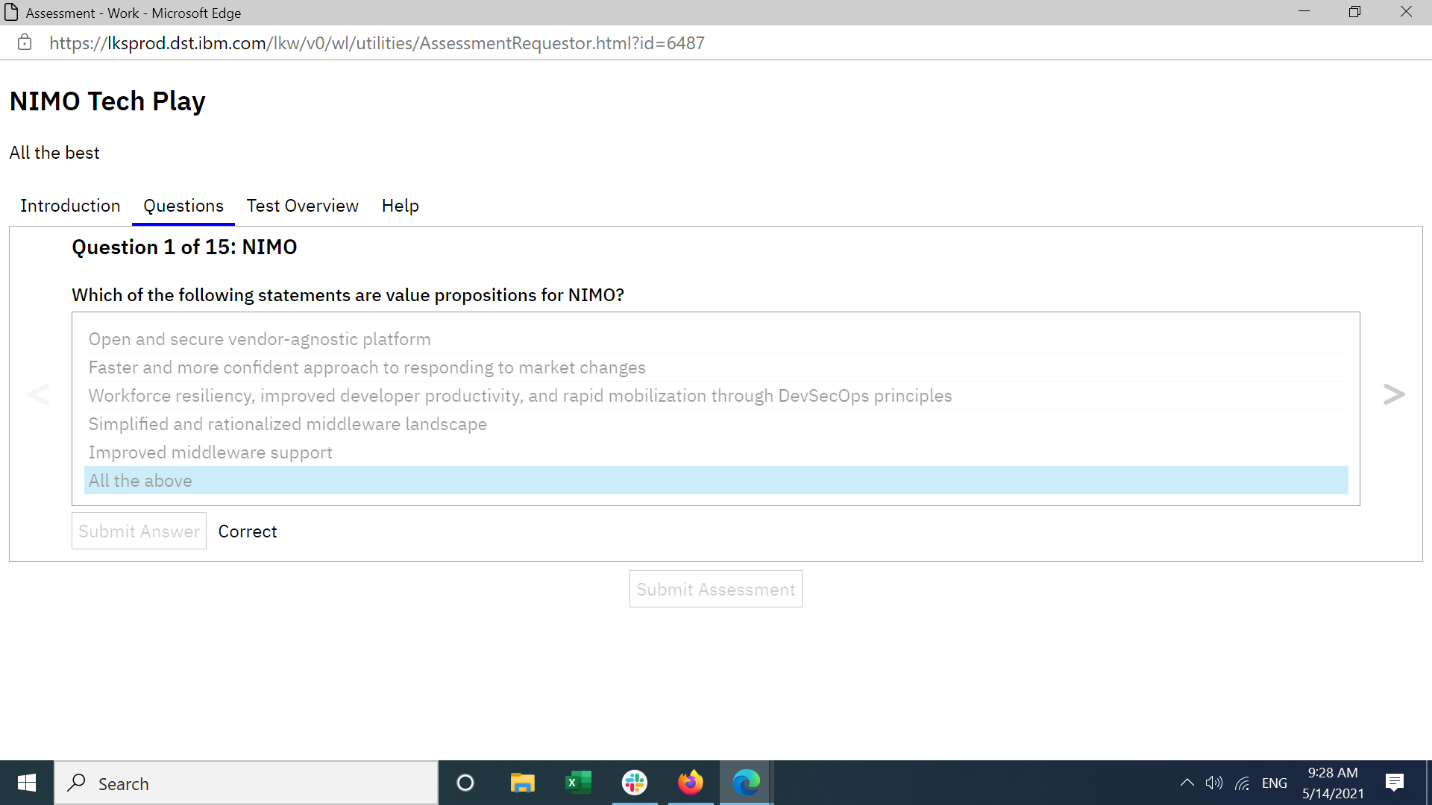 Assessment - Work - Microsoft Edge
https://lksprod.dst.ibm.com/lkw/v0/wl/utilities/AssessmentRequestor.html?id=6487
NIMO Tech Play
All the best
Introduction Questions Test Overview Help
Question 1 of 15: NIMO
Which of the following statements are value propositions for NIMO?
Open and secure vendor-agnostic platform
Faster and more confident approach to responding to market changes
Workforce resiliency, improved developer productivity, and rapid mobilization through DevSecOps principles
Simplified and rationalized middleware landscape
Improved middleware support
All the above
< >
Submit Answer Correct
Submit Assessment
Search
ENG
9:28 AM
5/14/2021